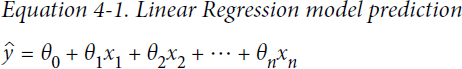 Equation 4-1. Linear Regression model prediction
ŷ = θ₀ + θ₁x₁ + θ₂x₂ + ⋯ + θₙxₙ